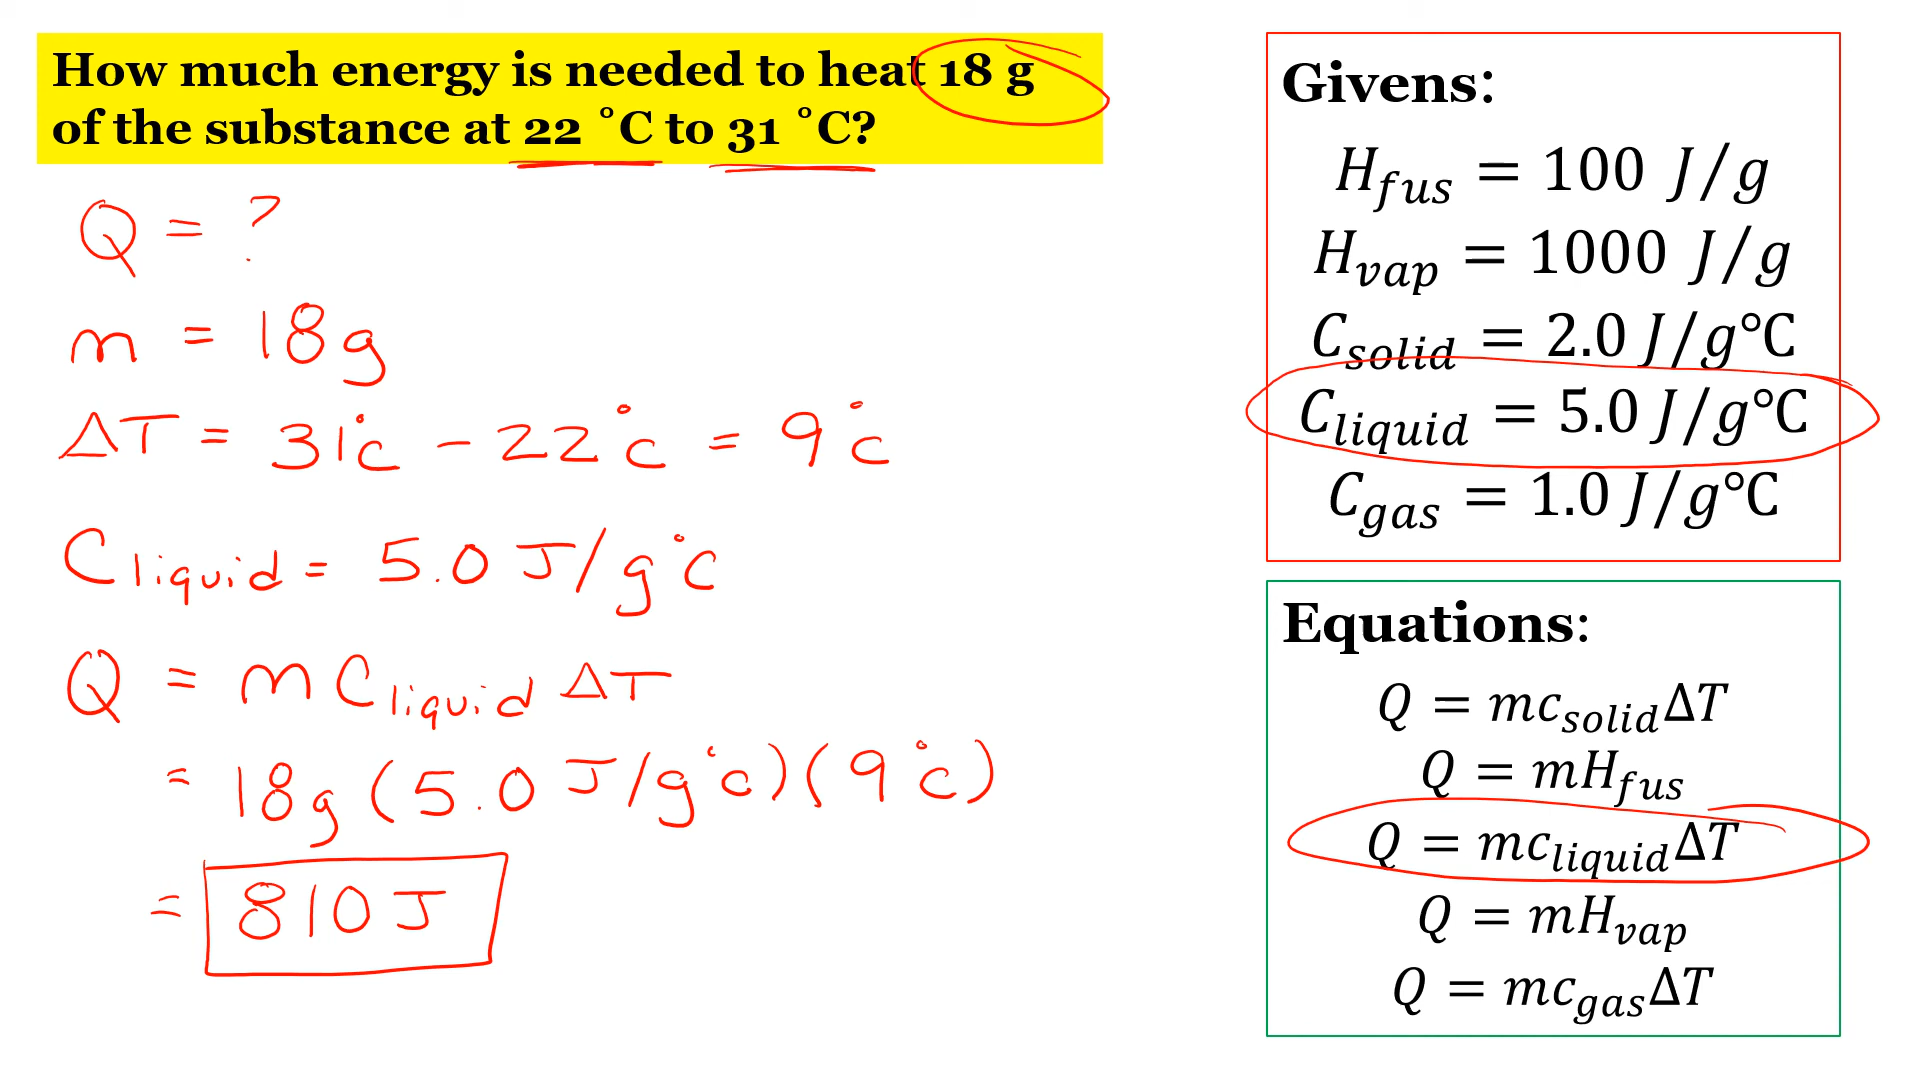 How much energy is needed to heat 18 g
of the substance at 22 °C to 31 °C?
Q = ?
m = 18g
ΔT = 31°C - 22°C = 9°C
Cliquid = 5.0 J/g°C
Q = mCliquid ΔT
= 18g (5.0 J/g°C)(9°C)
= 810 J
Givens:
Hfus = 100 J/g
Hvap = 1000 J/g
Csolid = 2.0 J/g°C
Cliquid = 5.0 J/g°C
Cgas = 1.0 J/g°C
Equations:
Q = mcsolidΔT
Q = mHfus
Q = mcliquidΔT
Q = mHvap
Q = mcgasΔT